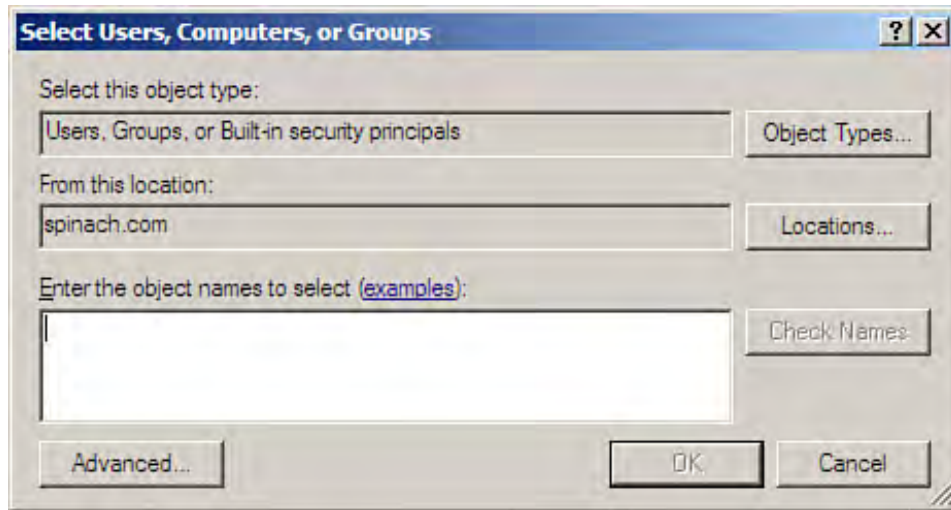 Select Users, Computers, or Groups
Select this object type:
Users, Groups, or Built-in security principals
Object Types...
From this location:
spinach.com
Locations...
Enter the object names to select (examples):
Check Names
Advanced...
OK
Cancel